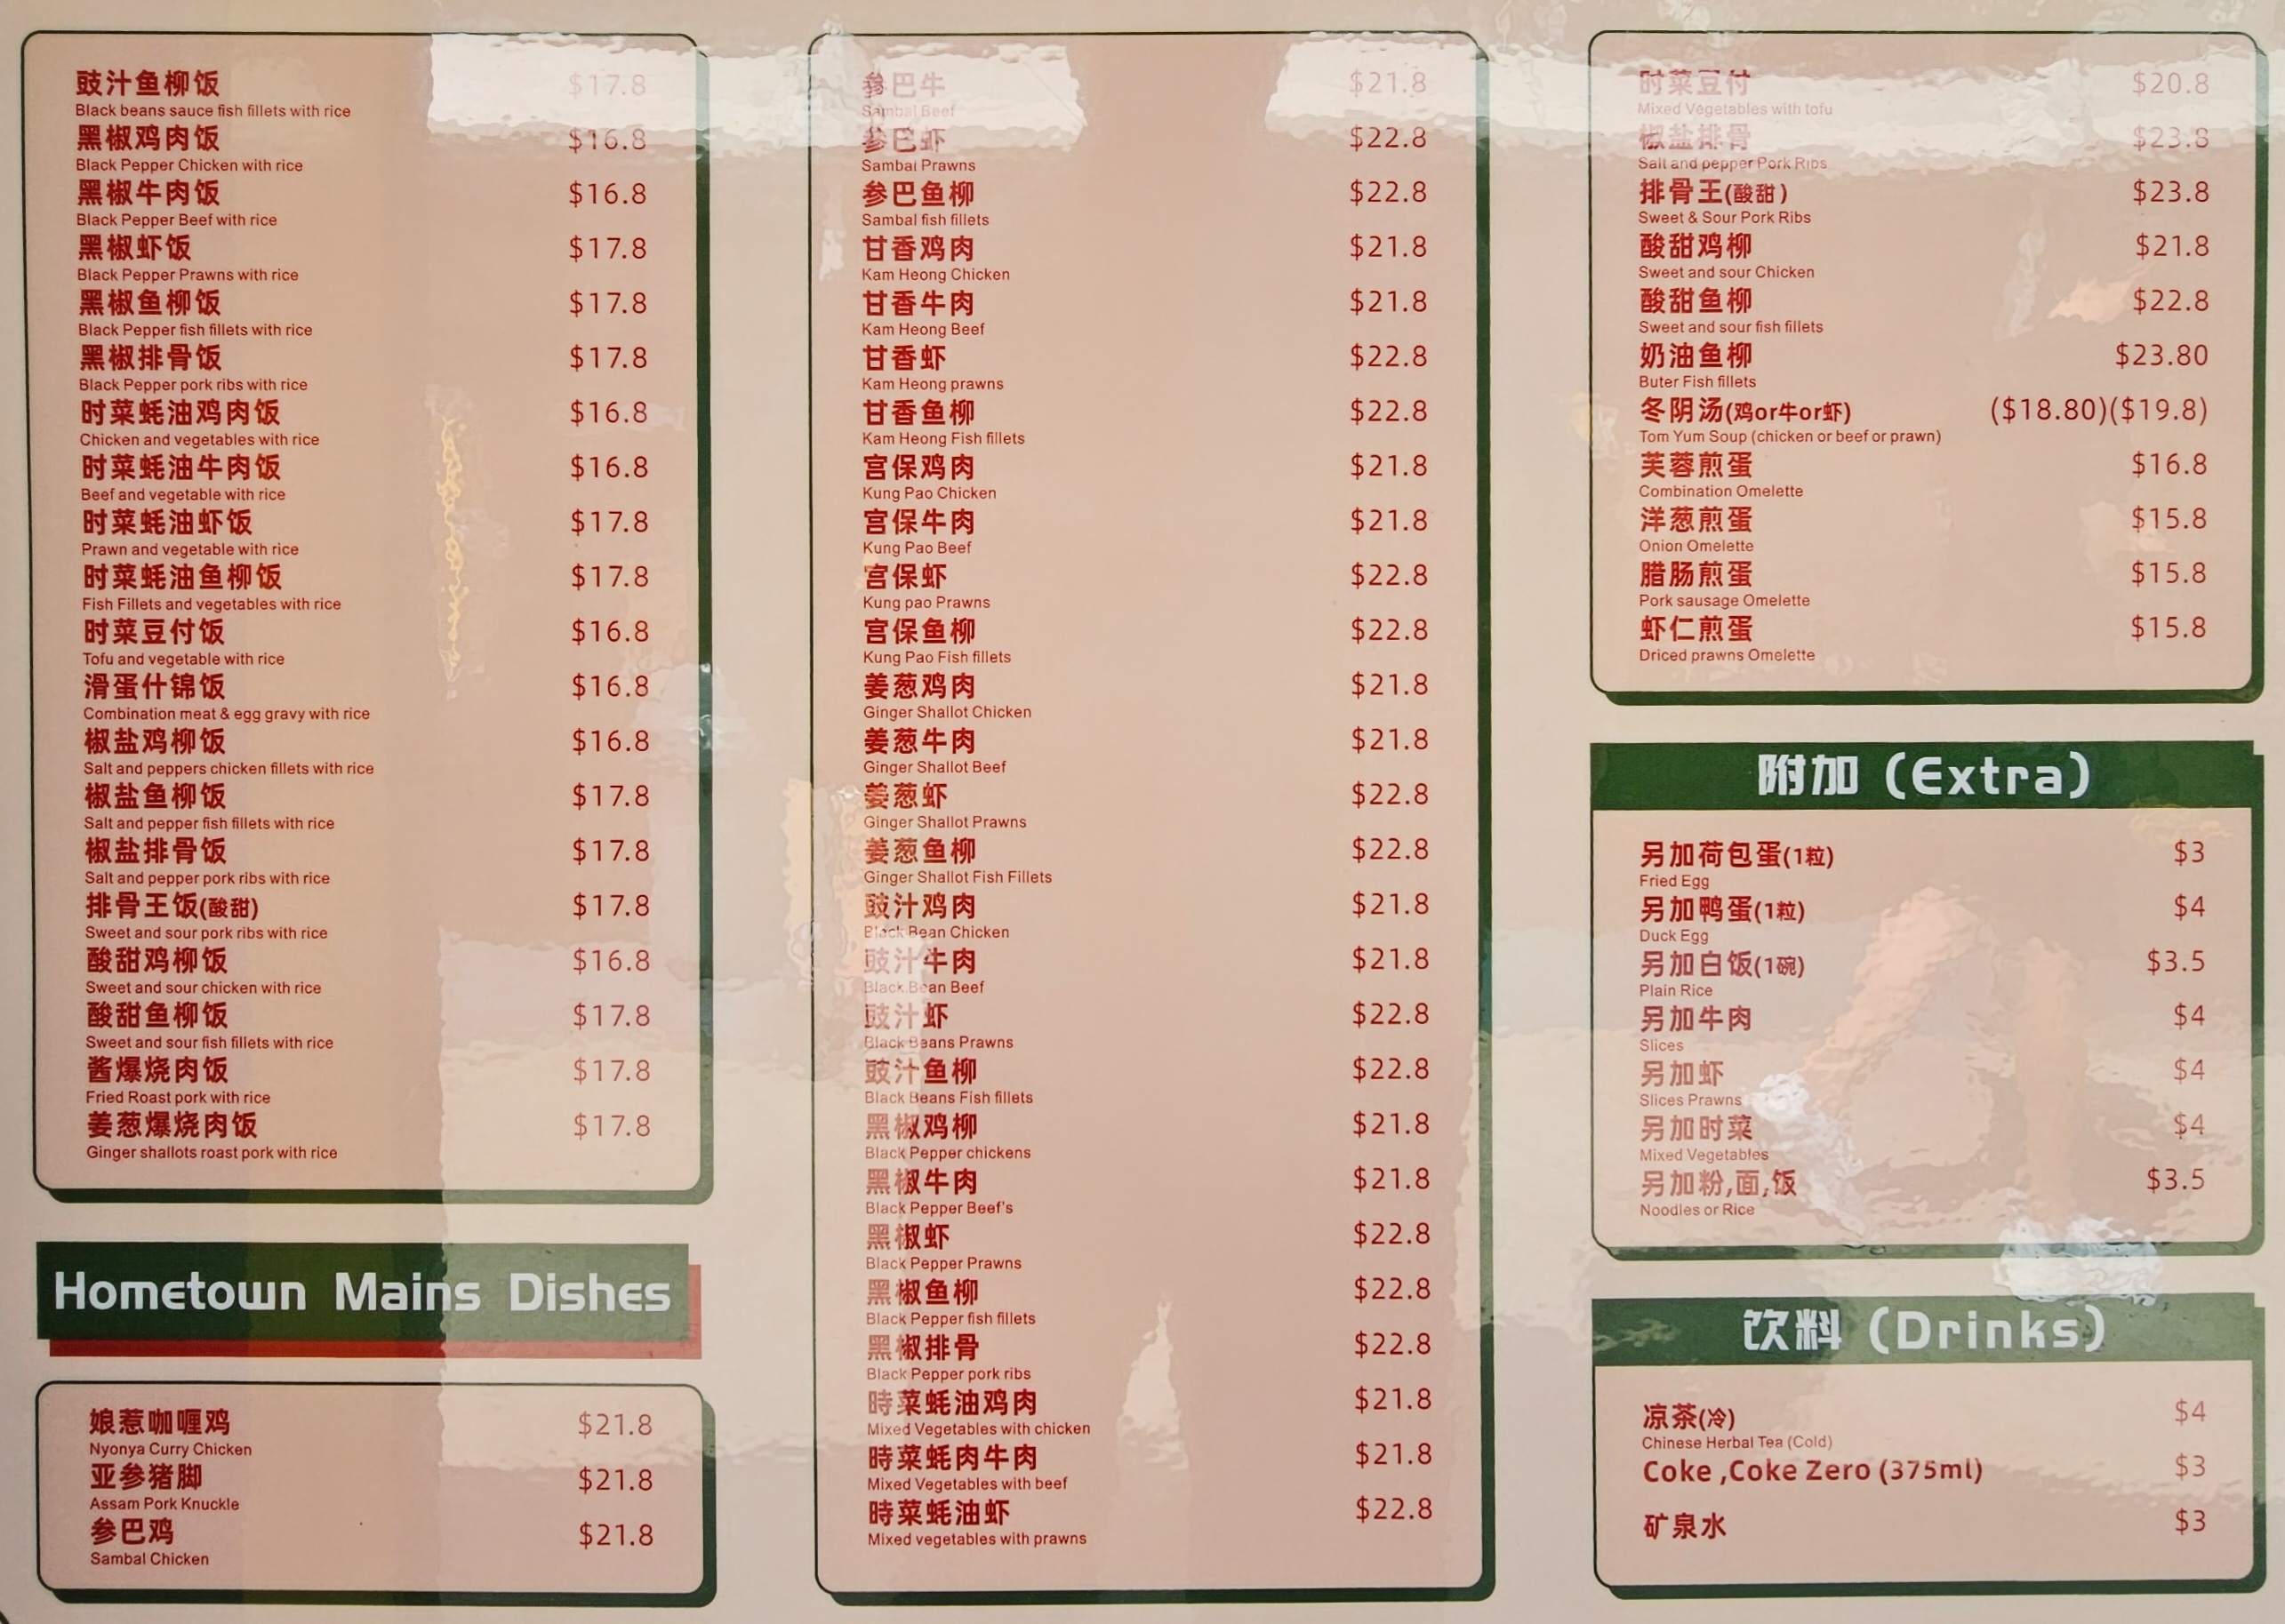 豉汁鱼柳饭 $17.8
Black beans sauce fish fillets with rice
黑椒鸡肉饭 $16.8
Black Pepper Chicken with rice
黑椒牛肉饭 $16.8
Black Pepper Beef with rice
黑椒虾饭 $17.8
Black Pepper Prawns with rice
黑椒鱼柳饭 $17.8
Black Pepper fish fillets with rice
黑椒排骨饭 $17.8
Black Pepper pork ribs with rice
时菜蚝油鸡肉饭 $16.8
Chicken and vegetables with rice
时菜蚝油牛肉饭 $16.8
Beef and vegetable with rice
时菜蚝油虾饭 $17.8
Prawn and vegetable with rice
时菜蚝油鱼柳饭 $17.8
Fish Fillets and vegetables with rice
时菜豆付饭 $16.8
Tofu and vegetable with rice
滑蛋什锦饭 $16.8
Combination meat & egg gravy with rice
椒盐鸡柳饭 $16.8
Salt and peppers chicken fillets with rice
椒盐鱼柳饭 $17.8
Salt and pepper fish fillets with rice
椒盐排骨饭 $17.8
Salt and pepper pork ribs with rice
排骨王饭(酸甜) $17.8
Sweet and sour pork ribs with rice
酸甜鸡柳饭 $16.8
Sweet and sour chicken with rice
酸甜鱼柳饭 $17.8
Sweet and sour fish fillets with rice
酱爆烧肉饭 $17.8
Fried Roast pork with rice
姜葱爆烧肉饭 $17.8
Ginger shallots roast pork with rice
Hometown Mains Dishes
娘惹咖喱鸡 $21.8
Nyonya Curry Chicken
亚参猪脚 $21.8
Assam Pork Knuckle
参巴鸡 $21.8
Sambal Chicken
参巴牛 $21.8
Sambal Beef
参巴虾 $22.8
Sambal Prawns
参巴鱼柳 $22.8
Sambal fish fillets
甘香鸡肉 $21.8
Kam Heong Chicken
甘香牛肉 $21.8
Kam Heong Beef
甘香虾 $22.8
Kam Heong prawns
甘香鱼柳 $22.8
Kam Heong Fish fillets
宫保鸡肉 $21.8
Kung Pao Chicken
宫保牛肉 $21.8
Kung Pao Beef
宫保虾 $22.8
Kung pao Prawns
宫保鱼柳 $22.8
Kung Pao Fish fillets
姜葱鸡肉 $21.8
Ginger Shallot Chicken
姜葱牛肉 $21.8
Ginger Shallot Beef
姜葱虾 $22.8
Ginger Shallot Prawns
姜葱鱼柳 $22.8
Ginger Shallot Fish Fillets
豉汁鸡肉 $21.8
Black Bean Chicken
豉汁牛肉 $21.8
Black Bean Beef
豉汁虾 $22.8
Black Beans Prawns
豉汁鱼柳 $22.8
Black Beans Fish fillets
黑椒鸡柳 $21.8
Black Pepper chickens
黑椒牛肉 $21.8
Black Pepper Beef's
黑椒虾 $22.8
Black Pepper Prawns
黑椒鱼柳 $22.8
Black Pepper fish fillets
黑椒排骨 $22.8
Black Pepper pork ribs
時菜蚝油鸡肉 $21.8
Mixed Vegetables with chicken
時菜蚝肉牛肉 $21.8
Mixed Vegetables with beef
時菜蚝油虾 $22.8
Mixed vegetables with prawns
时菜豆付 $20.8
Mixed Vegetables with tofu
椒盐排骨 $23.8
Salt and pepper Pork Ribs
排骨王(酸甜) $23.8
Sweet & Sour Pork Ribs
酸甜鸡柳 $21.8
Sweet and sour Chicken
酸甜鱼柳 $22.8
Sweet and sour fish fillets
奶油鱼柳 $23.80
Buter Fish fillets
冬阴汤(鸡or牛or虾) ($18.80)($19.8)
Tom Yum Soup (chicken or beef or prawn)
芙蓉煎蛋 $16.8
Combination Omelette
洋葱煎蛋 $15.8
Onion Omelette
腊肠煎蛋 $15.8
Pork sausage Omelette
虾仁煎蛋 $15.8
Driced prawns Omelette
附加 (Extra)
另加荷包蛋(1粒) $3
Fried Egg
另加鸭蛋(1粒) $4
Duck Egg
另加白饭(1碗) $3.5
Plain Rice
另加牛肉 $4
Slices
另加虾 $4
Slices Prawns
另加时菜 $4
Mixed Vegetables
另加粉,面,饭 $3.5
Noodles or Rice
饮料 (Drinks)
凉茶(冷) $4
Chinese Herbal Tea (Cold)
Coke ,Coke Zero (375ml) $3
矿泉水 $3